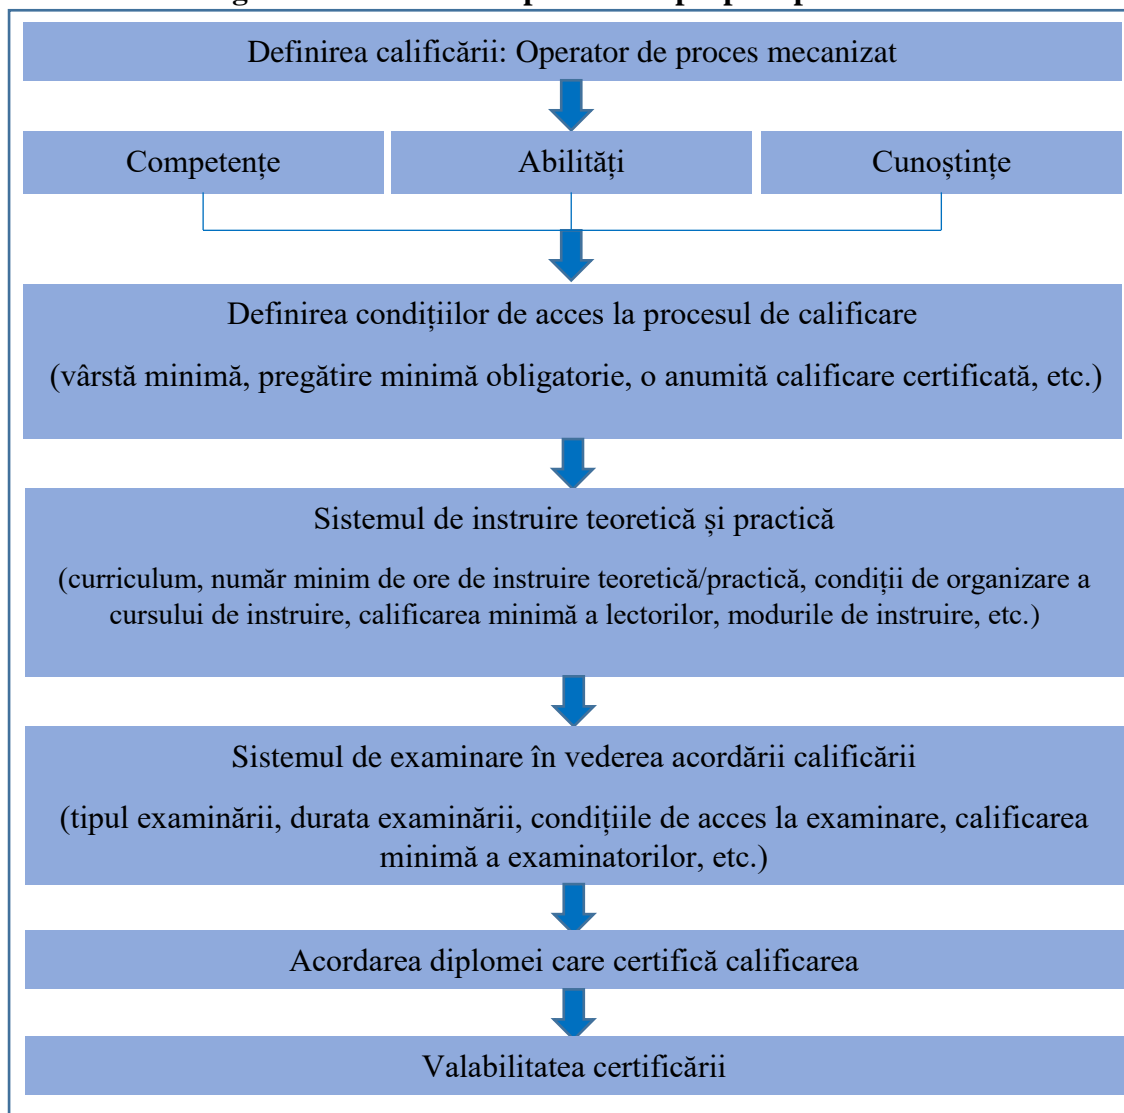 Definirea calificării: Operator de proces mecanizat
Competențe
Abilități
Cunoștințe
Definirea condițiilor de acces la procesul de calificare
(vârstă minimă, pregătire minimă obligatorie, o anumită calificare certificată, etc.)
Sistemul de instruire teoretică și practică
(curriculum, număr minim de ore de instruire teoretică/practică, condiții de organizare a
cursului de instruire, calificarea minimă a lectorilor, modurile de instruire, etc.)
Sistemul de examinare în vederea acordării calificării
(tipul examinării, durata examinării, condițiile de acces la examinare, calificarea
minimă a examinatorilor, etc.)
Acordarea diplomei care certifică calificarea
Valabilitatea certificării